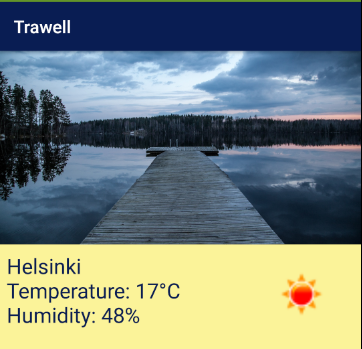 Trawell
Helsinki
Temperature: 17°C
Humidity: 48%